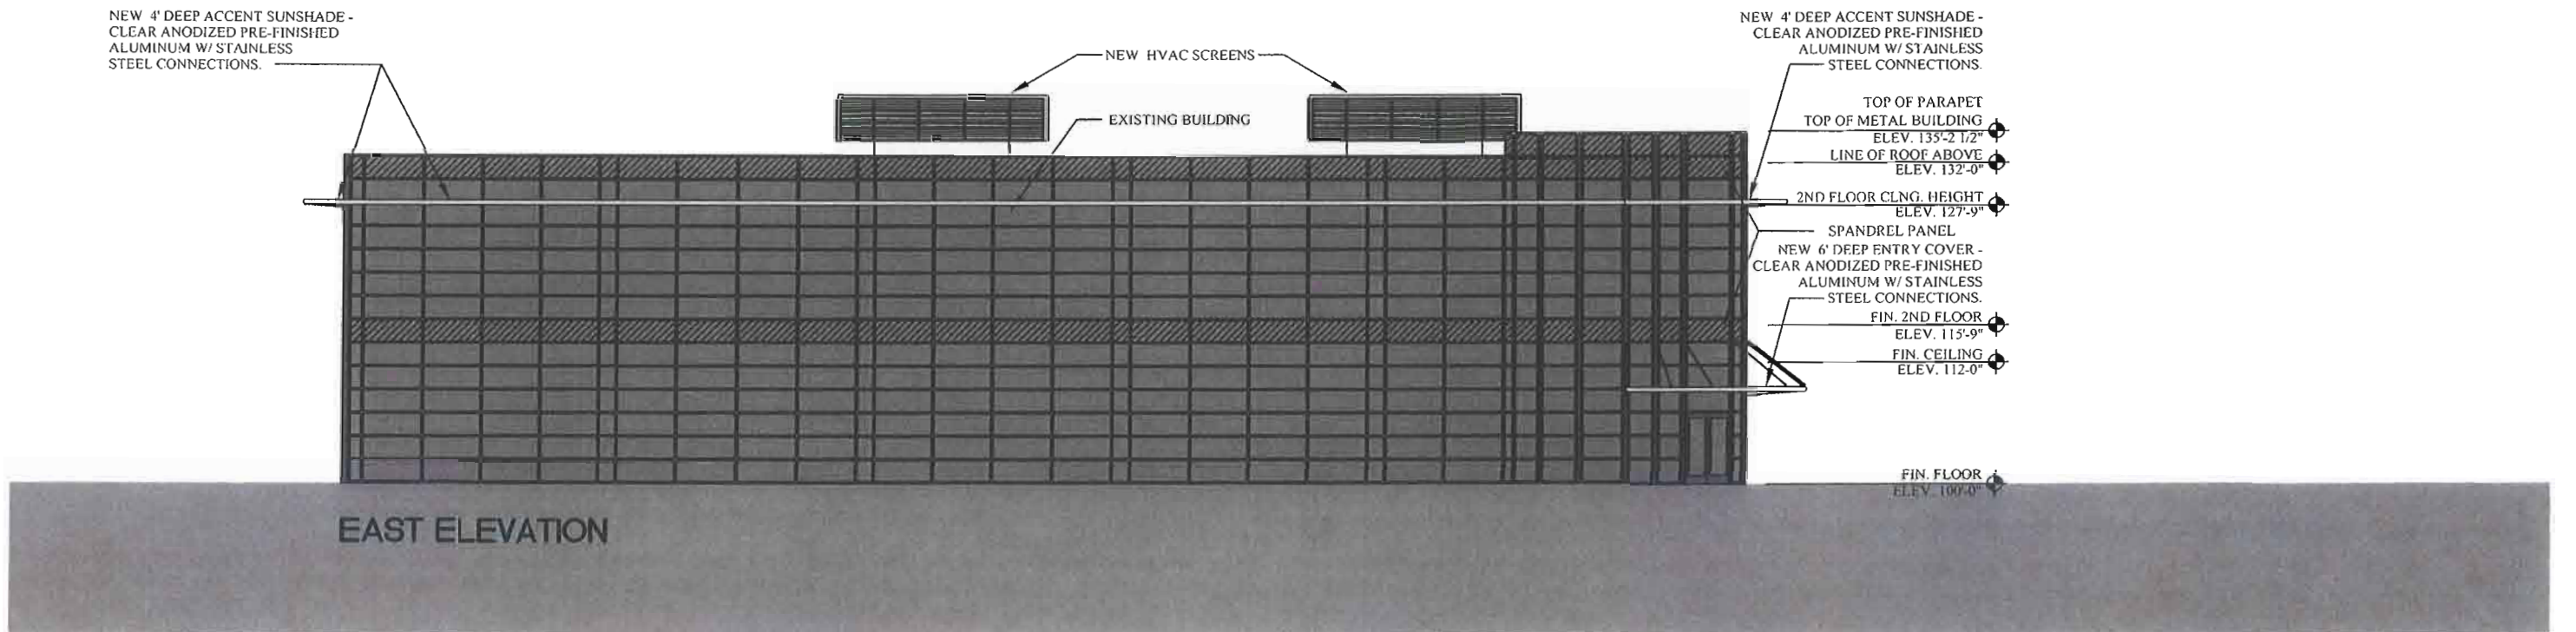 NEW 4' DEEP ACCENT SUNSHADE -
CLEAR ANODIZED PRE-FINISHED
ALUMINUM W/ STAINLESS
STEEL CONNECTIONS.
NEW HVAC SCREENS
EXISTING BUILDING
NEW 4' DEEP ACCENT SUNSHADE -
CLEAR ANODIZED PRE-FINISHED
ALUMINUM W/ STAINLESS
STEEL CONNECTIONS.
TOP OF PARAPET
TOP OF METAL BUILDING
ELEV. 135'-2 1/2"
LINE OF ROOF ABOVE
ELEV. 132'-0"
2ND FLOOR CLNG. HEIGHT
ELEV. 127'-9"
SPANDREL PANEL
NEW 6' DEEP ENTRY COVER -
CLEAR ANODIZED PRE-FINISHED
ALUMINUM W/ STAINLESS
STEEL CONNECTIONS.
FIN. 2ND FLOOR
ELEV. 115'-9"
FIN. CEILING
ELEV. 112'-0"
FIN. FLOOR
ELEV. 100'-0"
EAST ELEVATION